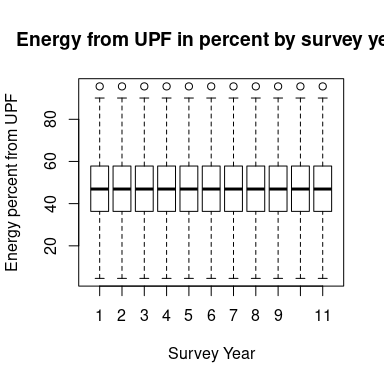 Energy from UPF in percent by survey ye
Energy percent from UPF
80
60
40
20
1 2 3 4 5 6 7 8 9 11
Survey Year